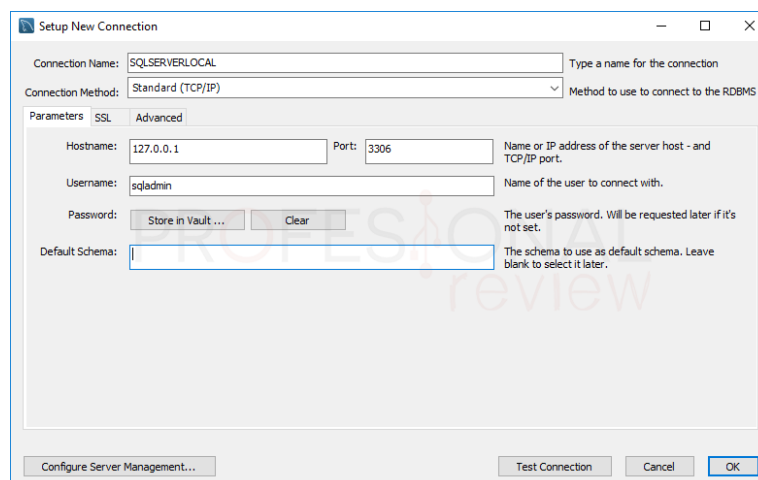 Setup New Connection
Connection Name: SQLSERVERLOCAL Type a name for the connection
Connection Method: Standard (TCP/IP) Method to use to connect to the RDBMS
Parameters SSL Advanced
Hostname: 127.0.0.1 Port: 3306 Name or IP address of the server host - and
TCP/IP port.
Username: sqladmin Name of the user to connect with.
Password: Store in Vault ... Clear The user's password. Will be requested later if it's
not set.
Default Schema: The schema to use as default schema. Leave
blank to select it later.
PROFESIONAL
review
Configure Server Management... Test Connection Cancel OK